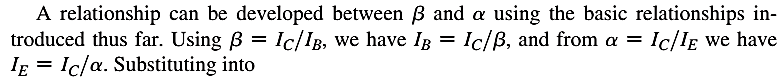 A relationship can be developed between β and α using the basic relationships in-
troduced thus far. Using β = I_C/I_B, we have I_B = I_C/β, and from α = I_C/I_E we have
I_E = I_C/α. Substituting into